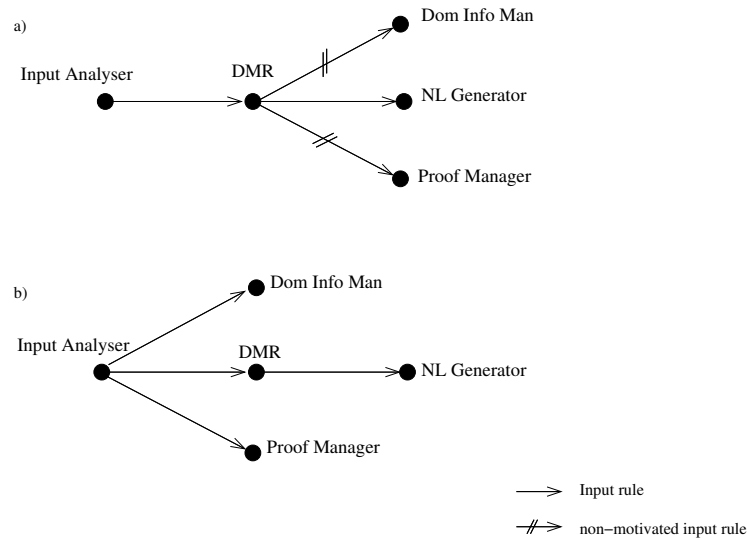 a)
Dom Info Man
Input Analyser
DMR
NL Generator
Proof Manager
b)
Dom Info Man
Input Analyser
DMR
NL Generator
Proof Manager
Input rule
non−motivated input rule